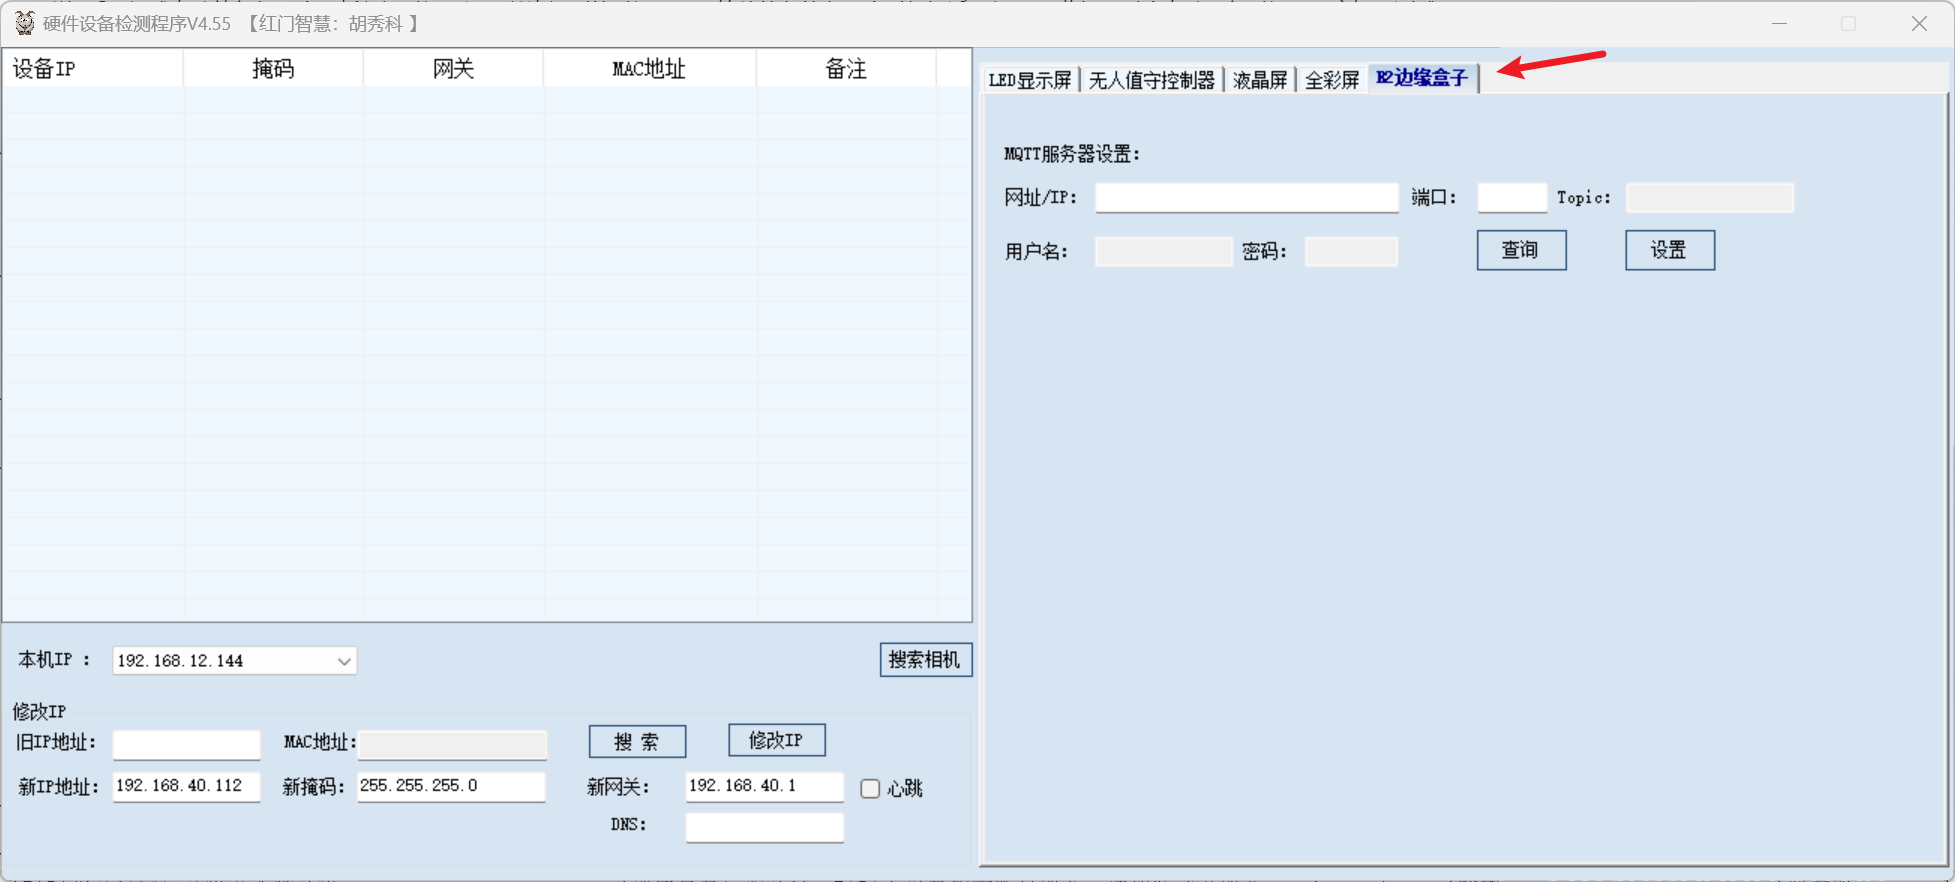 硬件设备检测程序V4.55 【红门智慧：胡秀科 】
设备IP 掩码 网关 MAC地址 备注
LED显示屏 无人值守控制器 液晶屏 全彩屏 B2边缘盒子
MQTT服务器设置：
网址/IP： 端口： Topic：
用户名： 密码： 查询 设置
本机IP ： 192.168.12.144 搜索相机
修改IP
旧IP地址： MAC地址： 搜 索 修改IP
新IP地址： 192.168.40.112 新掩码： 255.255.255.0 新网关： 192.168.40.1 心跳
DNS：